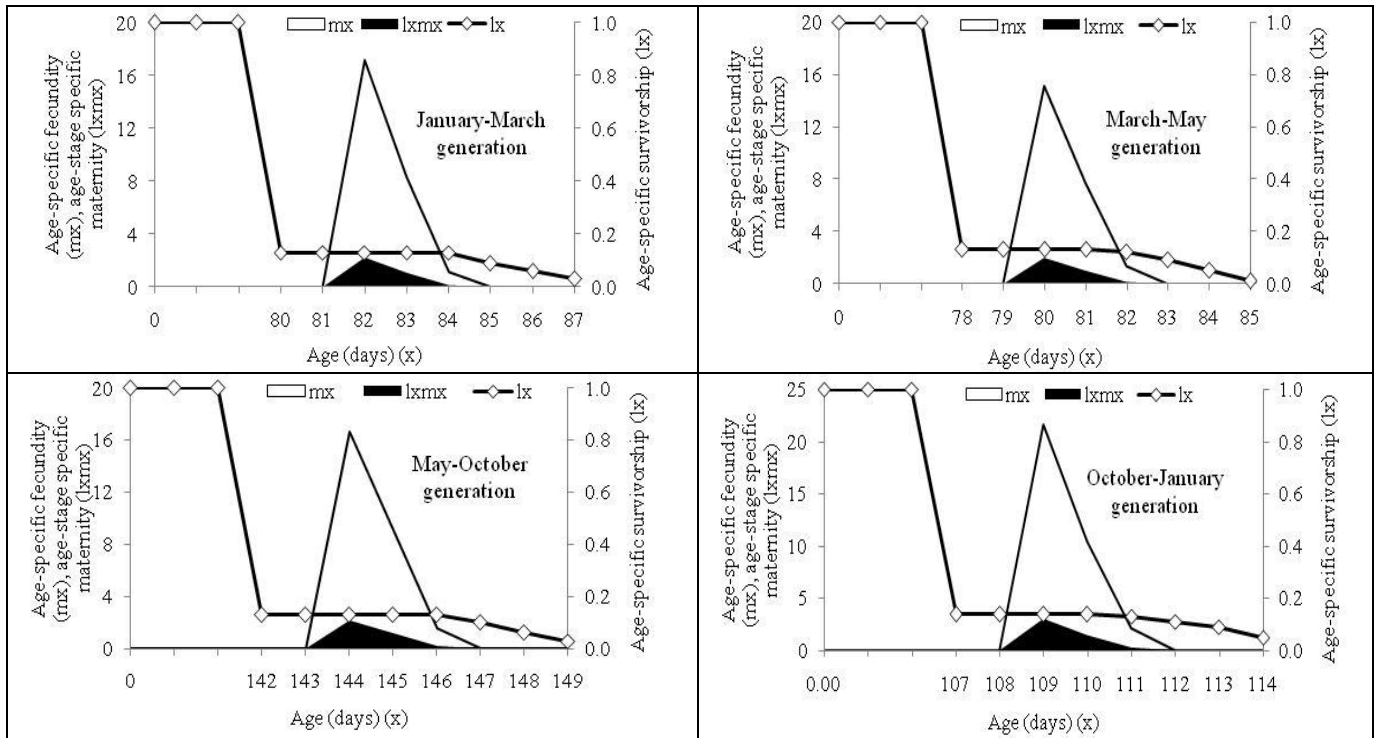 mx lxmx lx
Age-specific fecundity
(mx), age-stage specific
maternity (lxmx)
20
16
12
8
4
0
January-March
generation
1.0
0.8
0.6
0.4
0.2
0.0
Age-specific survivorship (lx)
0 80 81 82 83 84 85 86 87
Age (days) (x)
mx lxmx lx
Age-specific fecundity
(mx), age-stage specific
maternity (lxmx)
20
16
12
8
4
0
March-May
generation
1.0
0.8
0.6
0.4
0.2
0.0
Age-specific survivorship (lx)
0 78 79 80 81 82 83 84 85
Age (days) (x)
mx lxmx lx
Age-specific fecundity
(mx), age-stage specific
maternity (lxmx)
20
16
12
8
4
0
May-October
generation
1.0
0.8
0.6
0.4
0.2
0.0
Age-specific survivorship (lx)
0 142 143 144 145 146 147 148 149
Age (days) (x)
mx lxmx lx
Age-specific fecundity
(mx), age-stage specific
maternity (lxmx)
25
20
15
10
5
0
October-January
generation
1.0
0.8
0.6
0.4
0.2
0.0
Age-specific survivorship (lx)
0.00 107 108 109 110 111 112 113 114
Age (days) (x)